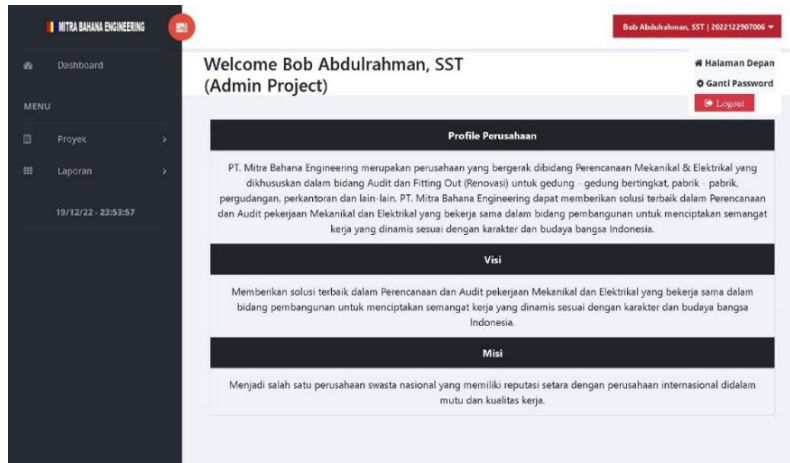 MITRA BAHANA ENGINEERING
Bob Abdulrahman, SST | 2022122907006
Dashboard
MENU
Proyek
Laporan
19/12/22 - 23:53:57
Halaman Depan
Ganti Password
Logout
Welcome Bob Abdulrahman, SST
(Admin Project)
Profile Perusahaan
PT. Mitra Bahana Engineering merupakan perusahaan yang bergerak dibidang Perencanaan Mekanikal & Elektrikal yang
dikhususkan dalam bidang Audit dan Fitting Out (Renovasi) untuk gedung - gedung bertingkat, pabrik - pabrik,
pergudangan, perkantoran dan lain-lain. PT. Mitra Bahana Engineering dapat memberikan solusi terbaik dalam Perencanaan
dan Audit pekerjaan Mekanikal dan Elektrikal yang bekerja sama dalam bidang pembangunan untuk menciptakan semangat
kerja yang dinamis sesuai dengan karakter dan budaya bangsa Indonesia.
Visi
Memberikan solusi terbaik dalam Perencanaan dan Audit pekerjaan Mekanikal dan Elektrikal yang bekerja sama dalam
bidang pembangunan untuk menciptakan semangat kerja yang dinamis sesuai dengan karakter dan budaya bangsa
Indonesia.
Misi
Menjadi salah satu perusahaan swasta nasional yang memiliki reputasi setara dengan perusahaan internasional didalam
mutu dan kualitas kerja.